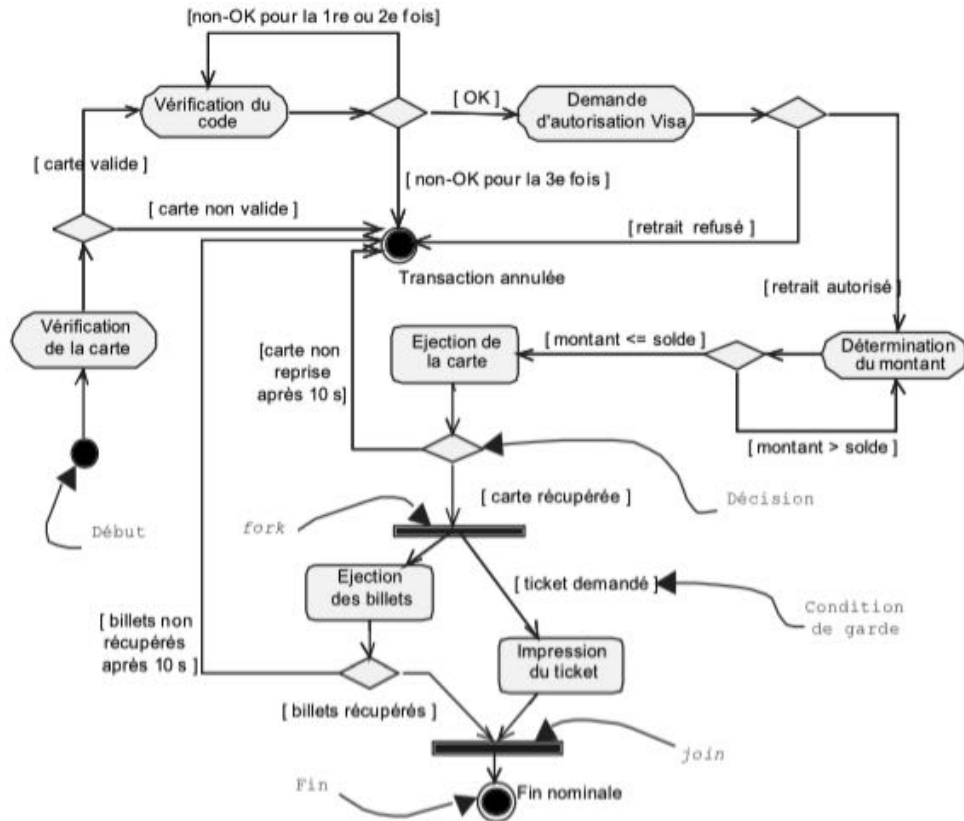 [non-OK pour la 1re ou 2e fois]
Vérification du
code
[ OK ]
Demande
d'autorisation Visa
[ carte valide ]
[ non-OK pour la 3e fois ]
[ carte non valide ]
[ retrait refusé ]
Transaction annulée
[ retrait autorisé ]
Vérification
de la carte
[carte non
reprise
après 10 s]
Ejection de
la carte
[ montant <= solde ]
Détermination
du montant
[ montant > solde ]
[ carte récupérée ]
Décision
Début
fork
Ejection
des billets
[ ticket demandé ]
Condition
de garde
[ billets non
récupérés
après 10 s ]
Impression
du ticket
[ billets récupérés ]
join
Fin
Fin nominale